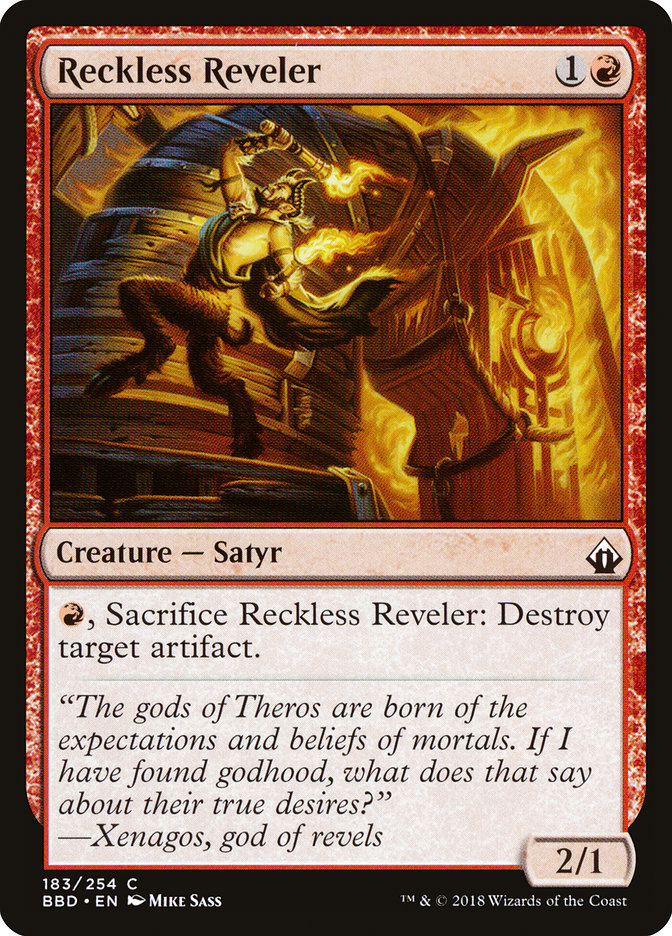 Reckless Reveler 1
Creature — Satyr
, Sacrifice Reckless Reveler: Destroy
target artifact.
“The gods of Theros are born of the
expectations and beliefs of mortals. If I
have found godhood, what does that say
about their true desires?”
—Xenagos, god of revels
2/1
183/254 C
BBD • EN Mike Sass
™ & © 2018 Wizards of the Coast